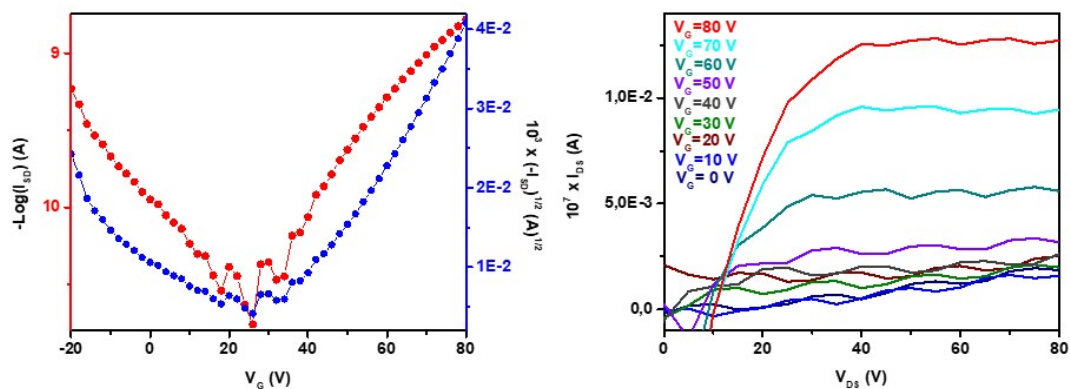 9
10
-Log(I_SD) (A)
-20
0
20
40
60
80
V_G (V)
4E-2
3E-2
2E-2
1E-2
10^3 x (-I_SD)^1/2 (A)^1/2
V_G=80 V
V_G=70 V
V_G=60 V
V_G=50 V
V_G=40 V
V_G=30 V
V_G=20 V
V_G=10 V
V_G= 0 V
1,0E-2
5,0E-3
0,0
10^7 x I_DS (A)
0
20
40
60
80
V_DS (V)